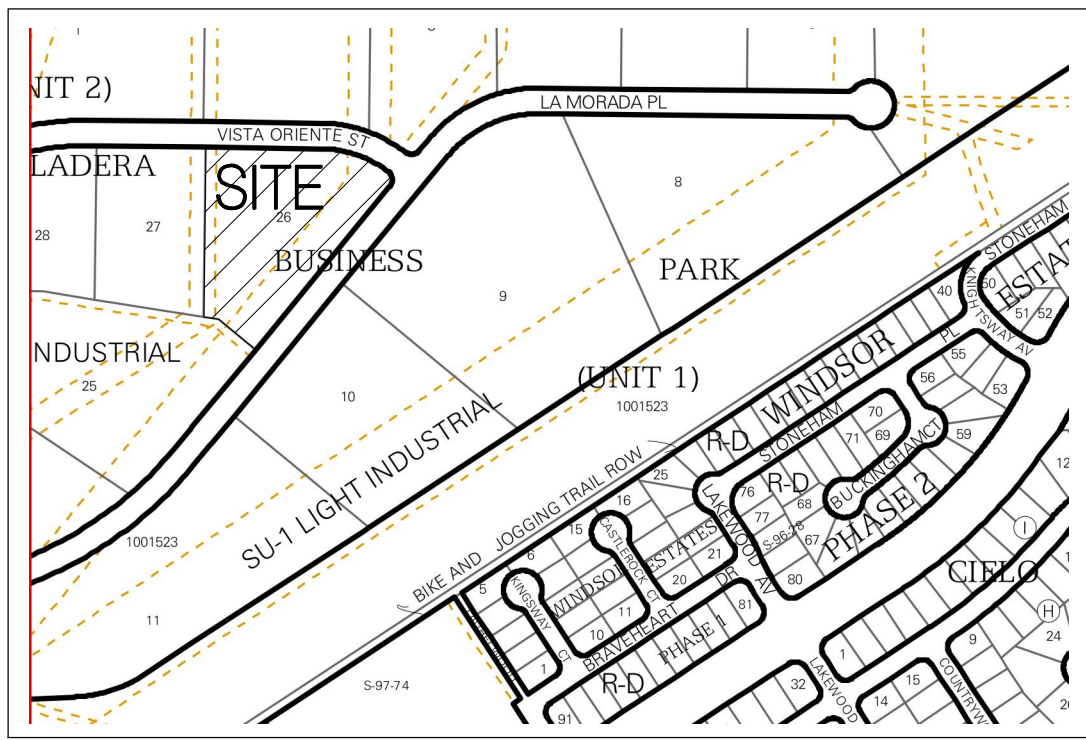 NIT 2)
LA MORADA PL
VISTA ORIENTE ST
LADERA
SITE
26
27
28
8
BUSINESS
PARK
9
STONEHAM
40
50
KNIGHTSWAY AV
ESTAT
51
52
NDUSTRIAL
25
10
(UNIT 1)
1001523
WINDSOR
PL
55
56
53
SU-1 LIGHT INDUSTRIAL
R-D
STONEHAM
70
71
69
59
BUCKINGHAM CT
BIKE AND JOGGING TRAIL ROW
25
16
15
6
5
LAKEWOOD AV
76
77
R-D
68
67
S-96-28
80
PHASE 2
12
I
1001523
11
CASTLEROCK CT
KINGSWAY CT
WINDSOR ESTATES
21
20
11
10
1
BRAVEHEART DR
81
PHASE 1
CIELO
H
24
9
1
S-97-74
R-D
91
32
LAKEWOOD
15
14
COUNTRYW